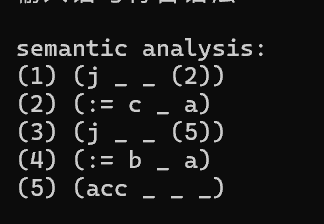 semantic analysis:
(1) (j _ _ (2))
(2) (:= c _ a)
(3) (j _ _ (5))
(4) (:= b _ a)
(5) (acc _ _ _)